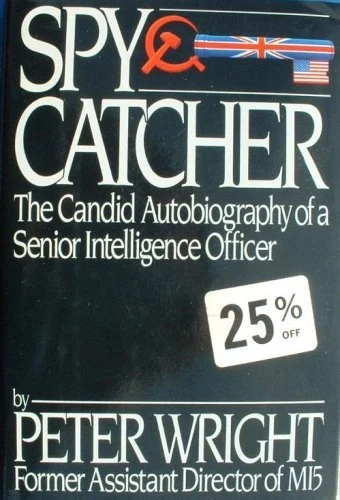 SPY
CATCHER
The Candid Autobiography of a
Senior Intelligence Officer
25%
OFF
by
PETER WRIGHT
Former Assistant Director of MI5